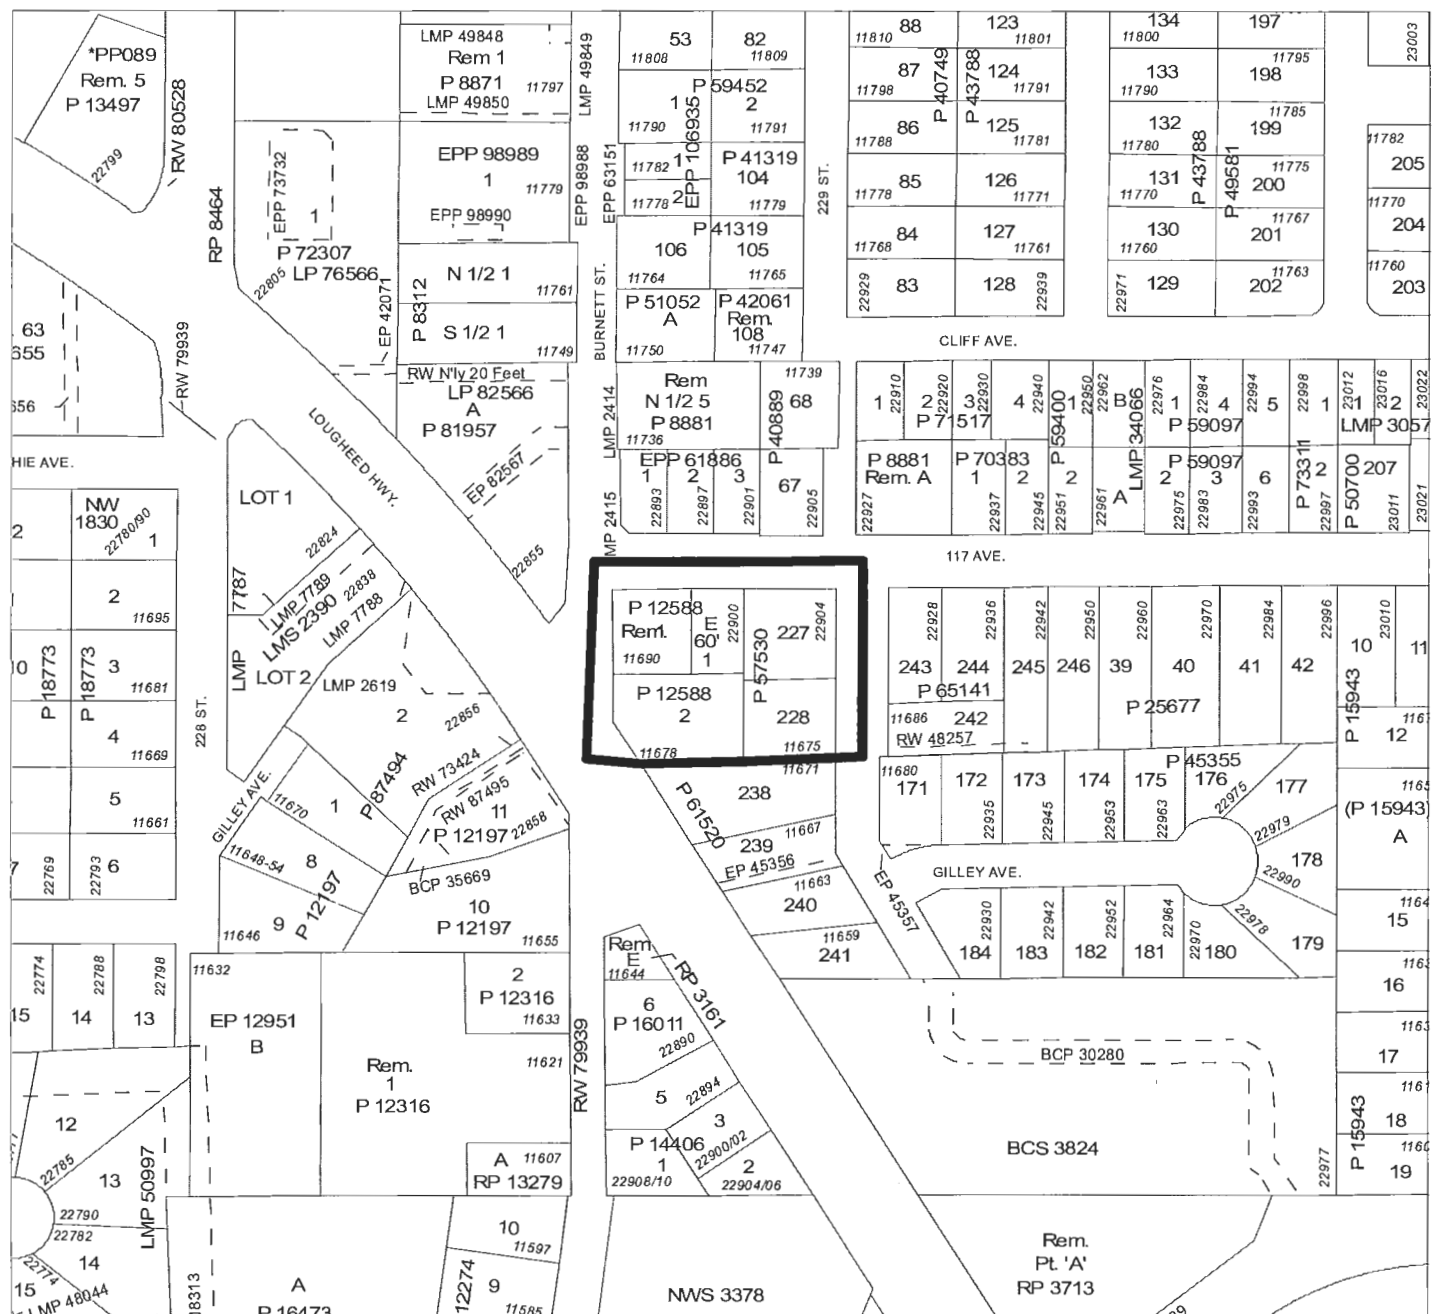 *PP089
Rem. 5
P 13497
22799
RW 80528
RP 8464
EPP 73732
1
P 72307
LP 76566
22805
EP 42071
P 8312
LMP 49848
Rem 1
P 8871
11797
LMP 49850
LMP 49849
EPP 98989
1
11779
EPP 98990
EPP 98988
EPP 63151
N 1/2 1
11761
S 1/2 1
11749
BURNETT ST.
RW N'ly 20 Feet
LP 82566
A
P 81957
EP 82567
22855
LOUGHEED HWY.
RW 79939
53
11808
82
11809
P 59452
1
11790
2
11791
EPP 106935
11782
1
11778
2
P 41319
104
11779
P 41319
106
11764
105
11765
P 51052
A
11750
P 42061
Rem.
108
11747
229 ST.
88
11810
123
11801
87
11798
124
11791
P 40749
P 43788
86
11788
125
11781
85
11778
126
11771
84
11768
127
11761
22929
83
128
22939
134
11800
197
133
11790
198
11795
132
11780
199
11785
P 43788
P 49581
131
11770
200
11775
130
11760
201
11767
22971
129
202
11763
23003
11782
205
11770
204
11760
203
CLIFF AVE.
Rem
N 1/2 5
P 8881
11736
11739
68
P 40889
LMP 2414
LMP 2415
EPP 61886
1
2
3
22893
22897
22901
67
22905
1
22910
2
22920
3
22930
4
22940
P 71517
P 59400
1
22950
22962
B
LMP 34066
22976
1
22984
4
P 59097
22994
5
22998
1
23012
1
23016
2
23022
LMP 3057
P 8881
Rem. A
22927
P 70383
1
22937
2
22945
2
22951
22961
A
P 59097
2
22975
3
22983
6
22993
P 73311
2
22997
P 50700
207
23011
23021
117 AVE.
63
655
656
HIE AVE.
NW
1830
22780/90
1
2
2
11695
P 18773
P 18773
3
11681
4
11669
5
11661
22769
22793
6
228 ST.
LOT 1
22824
LMP 7789
22838
LMS 2390
LMP 7788
7787
LMP
LOT 2
LMP 2619
2
22856
RW 73424
RW 87495
P 87494
1
11670
GILLEY AVE.
11
P 12197
22858
BCP 35669
8
11648-54
P 12197
9
11646
10
P 12197
11655
P 12588
Rem1
11690
E
60'
1
22900
227
22904
P 57530
P 12588
2
11678
228
11675
11671
238
P 61520
239
11667
EP 45356
11663
240
11659
241
EP 45357
22928
22936
22942
22950
22960
22970
22984
22996
23010
243
244
245
246
39
40
41
42
P 65141
P 25677
11686
242
RW 48257
10
11
P 15943
12
11680
171
172
173
174
175
176
P 45355
177
22935
22945
22953
22963
22975
22979
178
22990
GILLEY AVE.
22930
22942
22952
22964
22970
22978
184
183
182
181
180
179
(P 15943)
A
15
16
17
18
19
P 15943
22774
22788
22798
15
14
13
11632
EP 12951
B
Rem.
1
P 12316
2
P 12316
11633
11621
A
11607
RP 13279
RW 79939
Rem
E
11644
RP 3161
6
P 16011
22890
5
22894
3
22900/02
P 14406
1
22908/10
2
22904/06
BCP 30280
BCS 3824
22977
12
22785
13
LMP 50997
22790
22782
14
22774
15
LMP 48044
A
P 16473
10
11597
12274
9
11585
NWS 3378
Rem.
Pt. 'A'
RP 3713